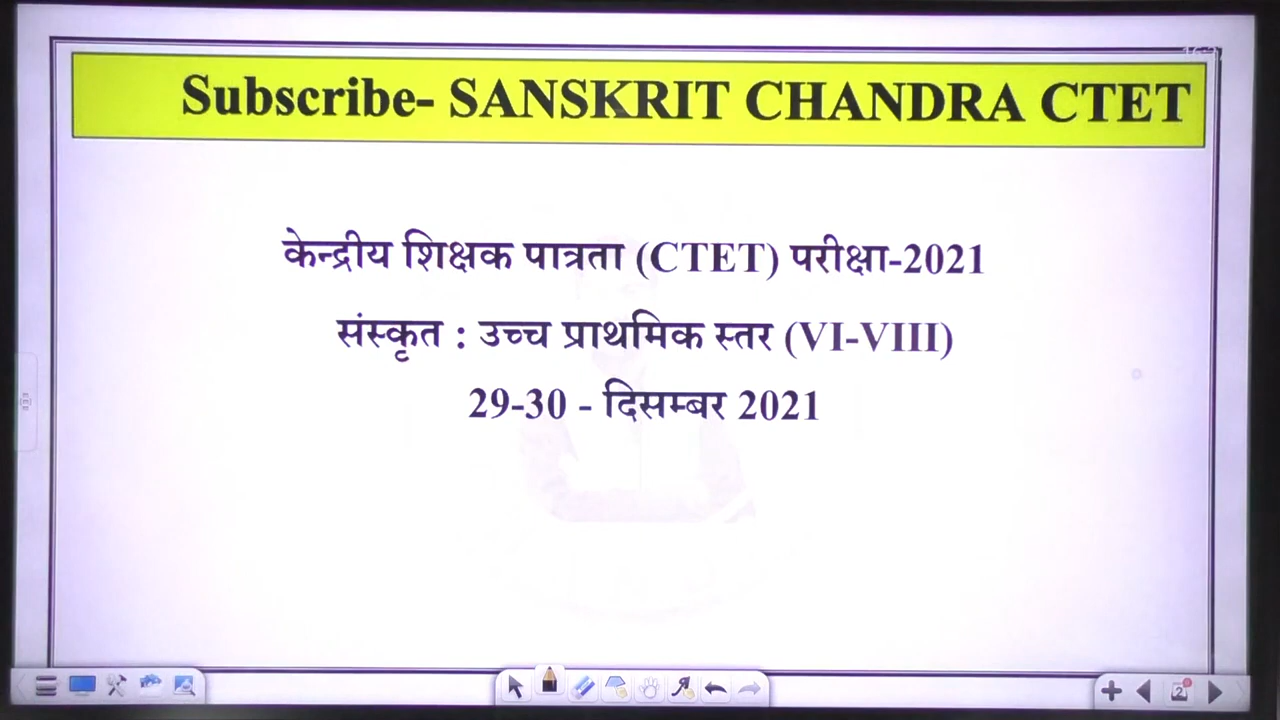 Subscribe- SANSKRIT CHANDRA CTET
केन्द्रीय शिक्षक पात्रता (CTET) परीक्षा-2021
संस्कृत : उच्च प्राथमिक स्तर (VI-VIII)
29-30 - दिसम्बर 2021
2